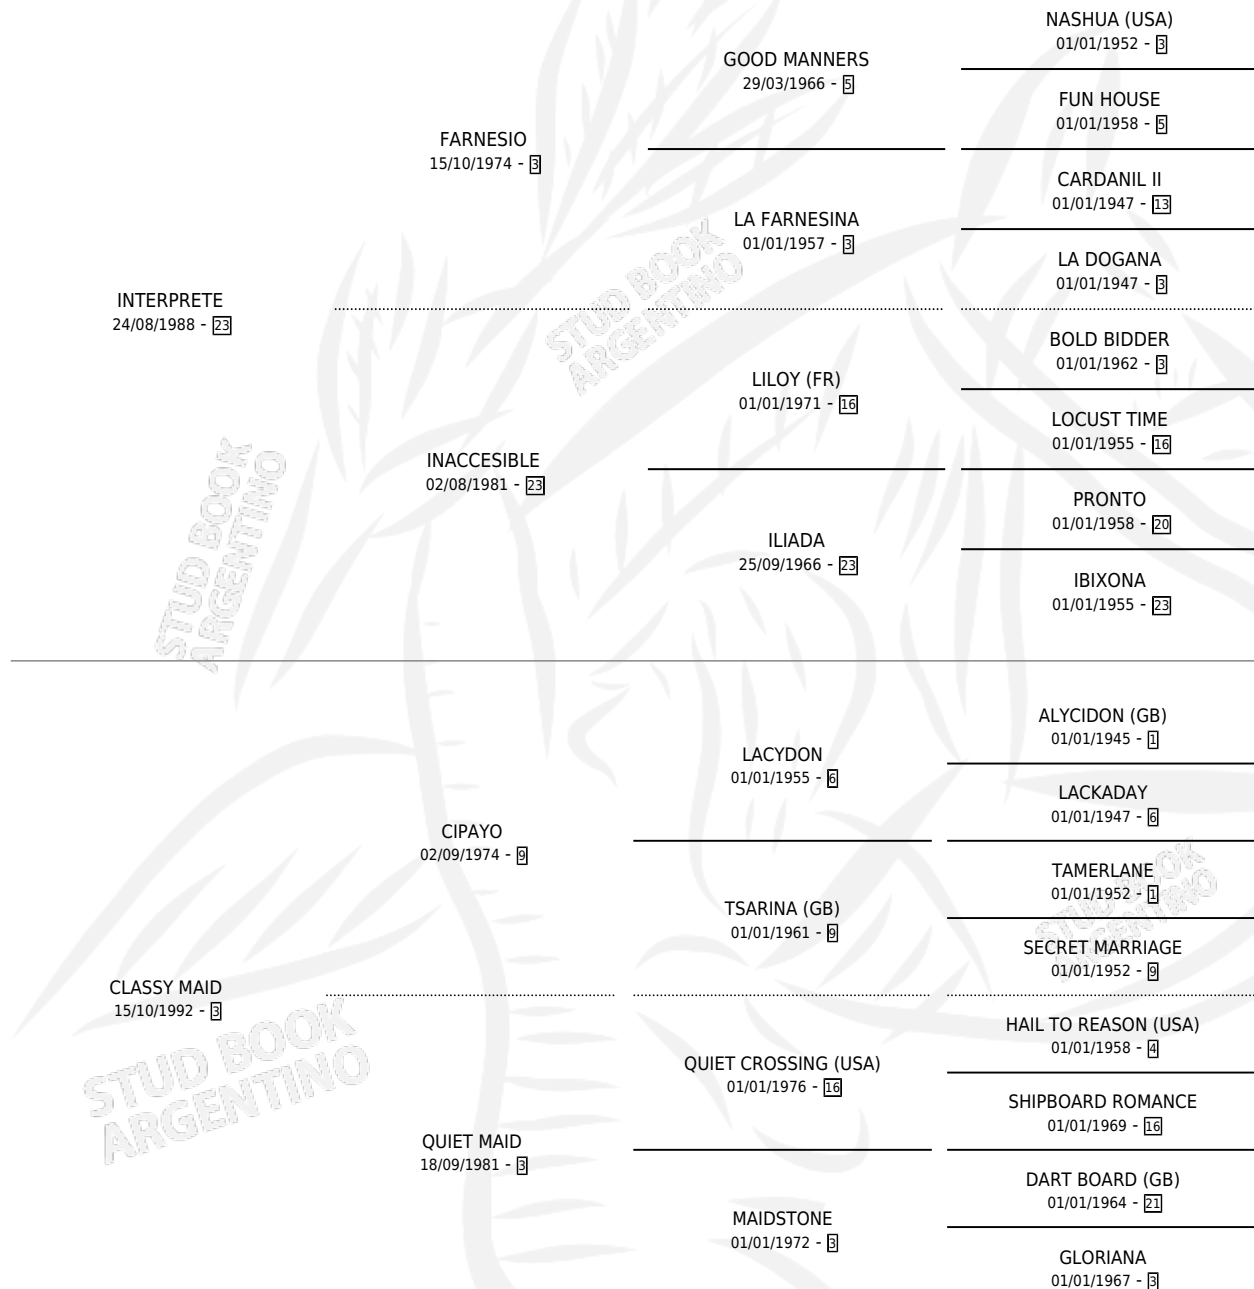 NASHUA (USA)
01/01/1952 - 3
GOOD MANNERS
29/03/1966 - 5
FUN HOUSE
01/01/1958 - 5
FARNESIO
15/10/1974 - 3
CARDANIL II
01/01/1947 - 13
LA FARNESINA
01/01/1957 - 3
LA DOGANA
01/01/1947 - 3
INTERPRETE
24/08/1988 - 23
BOLD BIDDER
01/01/1962 - 3
LILOY (FR)
01/01/1971 - 16
LOCUST TIME
01/01/1955 - 16
INACCESIBLE
02/08/1981 - 23
PRONTO
01/01/1958 - 20
ILIADA
25/09/1966 - 23
IBIXONA
01/01/1955 - 23
STUD BOOK
ARGENTINO
STUD BOOK
ARGENTINO
ALYCIDON (GB)
01/01/1945 - 1
LACYDON
01/01/1955 - 6
LACKADAY
01/01/1947 - 6
CIPAYO
02/09/1974 - 9
TAMERLANE
01/01/1952 - 1
TSARINA (GB)
01/01/1961 - 9
SECRET MARRIAGE
01/01/1952 - 9
STUD BOOK
ARGENTINO
CLASSY MAID
15/10/1992 - 3
HAIL TO REASON (USA)
01/01/1958 - 4
QUIET CROSSING (USA)
01/01/1976 - 16
SHIPBOARD ROMANCE
01/01/1969 - 16
QUIET MAID
18/09/1981 - 3
DART BOARD (GB)
01/01/1964 - 21
MAIDSTONE
01/01/1972 - 3
GLORIANA
01/01/1967 - 3
STUD BOOK
ARGENTINO